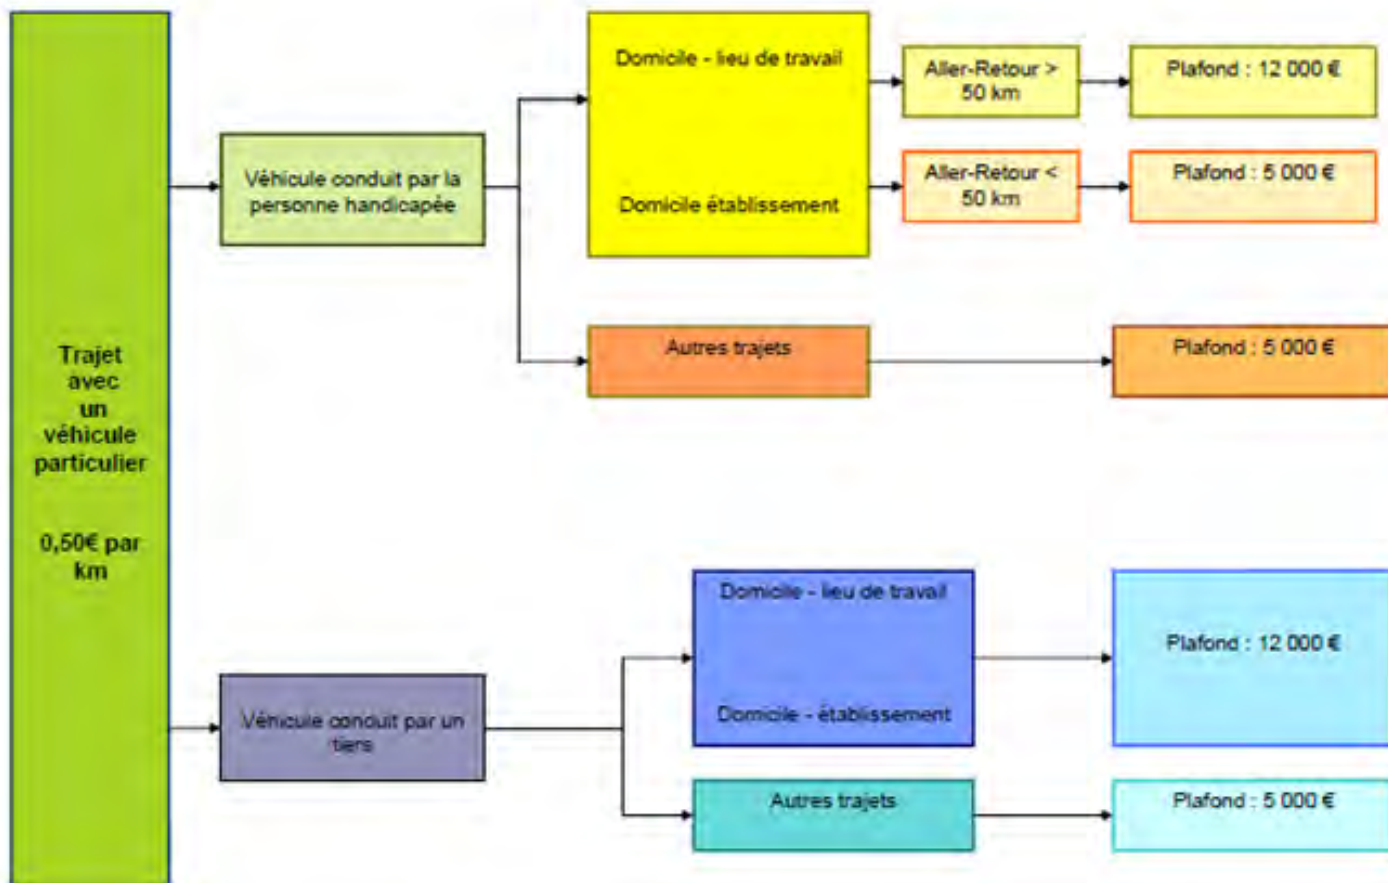 Trajet
avec
un
véhicule
particulier
0,50€ par
km
Véhicule conduit par la
personne handicapée
Domicile - lieu de travail
Domicile établissement
Aller-Retour >
50 km
Plafond : 12 000 €
Aller-Retour <
50 km
Plafond : 5 000 €
Autres trajets
Plafond : 5 000 €
Véhicule conduit par un
tiers
Domicile - lieu de travail
Domicile - établissement
Plafond : 12 000 €
Autres trajets
Plafond : 5 000 €